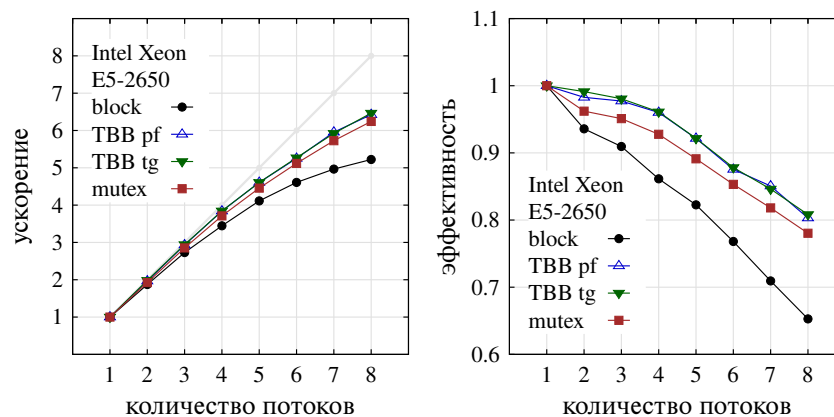 8
7
6
5
4
3
2
1
ускорение
Intel Xeon
E5-2650
block
TBB pf
TBB tg
mutex
1 2 3 4 5 6 7 8
количество потоков
1.1
1
0.9
0.8
0.7
0.6
эффективность
Intel Xeon
E5-2650
block
TBB pf
TBB tg
mutex
1 2 3 4 5 6 7 8
количество потоков